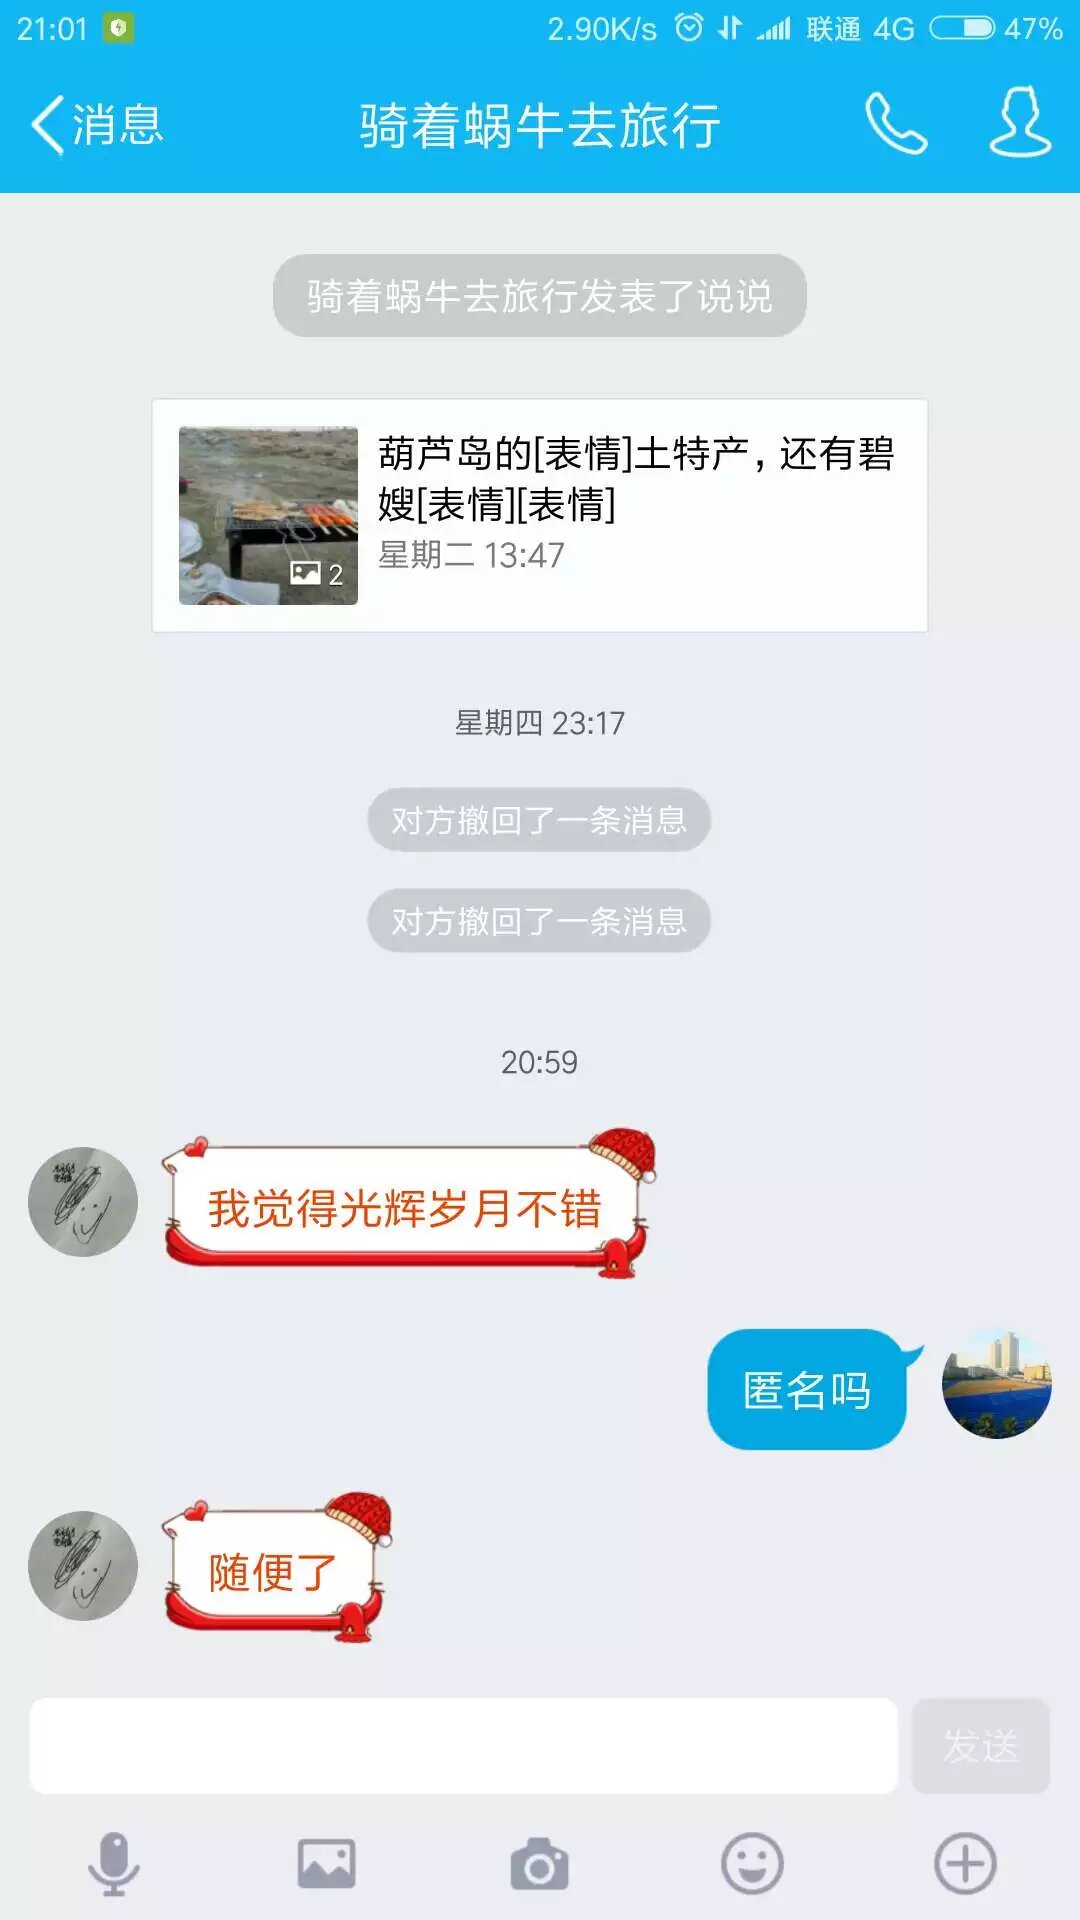 21:01 2.90K/s 联通 4G 47%
消息 骑着蜗牛去旅行
骑着蜗牛去旅行发表了说说
葫芦岛的[表情]土特产，还有碧
嫂[表情][表情]
星期二 13:47
2
星期四 23:17
对方撤回了一条消息
对方撤回了一条消息
20:59
我觉得光辉岁月不错
匿名吗
随便了
发送